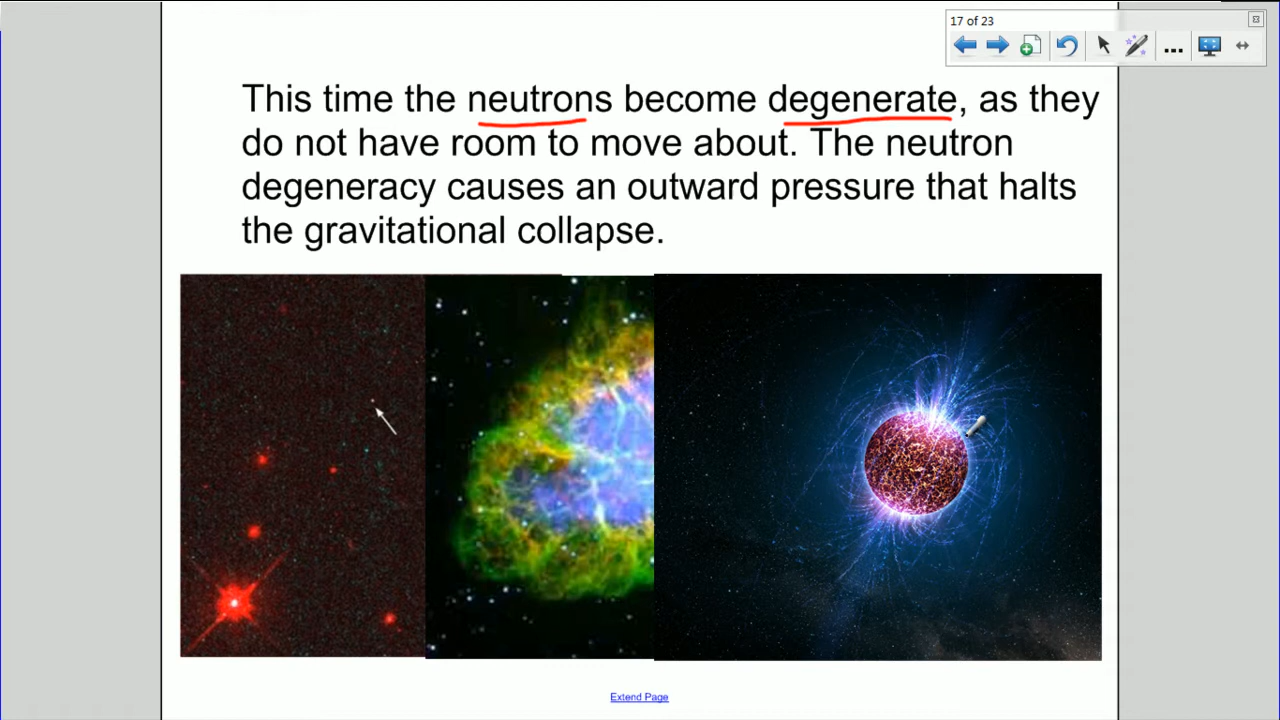 17 of 23
This time the neutrons become degenerate, as they
do not have room to move about. The neutron
degeneracy causes an outward pressure that halts
the gravitational collapse.
Extend Page